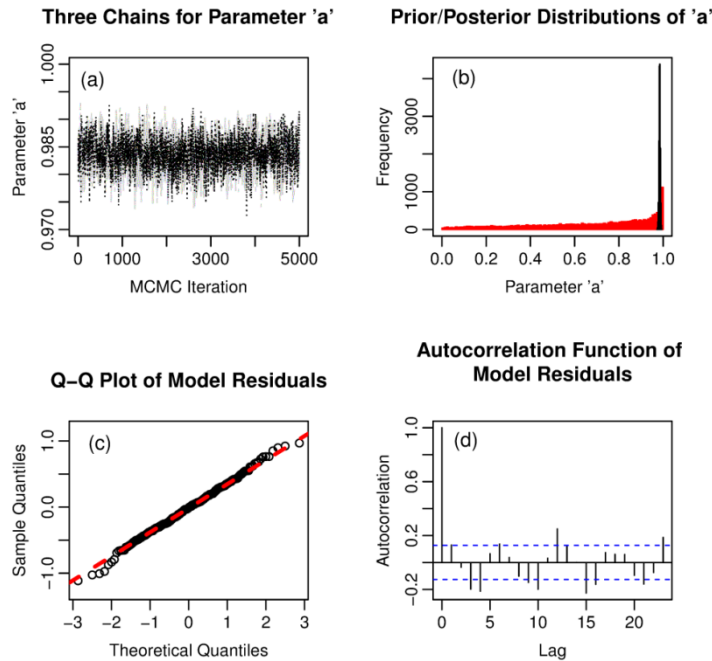 Three Chains for Parameter 'a'
(a)
Parameter 'a'
1.000
0.985
0.970
0 1000 3000 5000
MCMC Iteration
Prior/Posterior Distributions of 'a'
(b)
Frequency
3000
1000
0
0.0 0.2 0.4 0.6 0.8 1.0
Parameter 'a'
Q−Q Plot of Model Residuals
(c)
Sample Quantiles
1.0
0.0
−1.0
−3 −2 −1 0 1 2 3
Theoretical Quantiles
Autocorrelation Function of
Model Residuals
(d)
Autocorrelation
1.0
0.6
0.2
−0.2
0 5 10 15 20
Lag